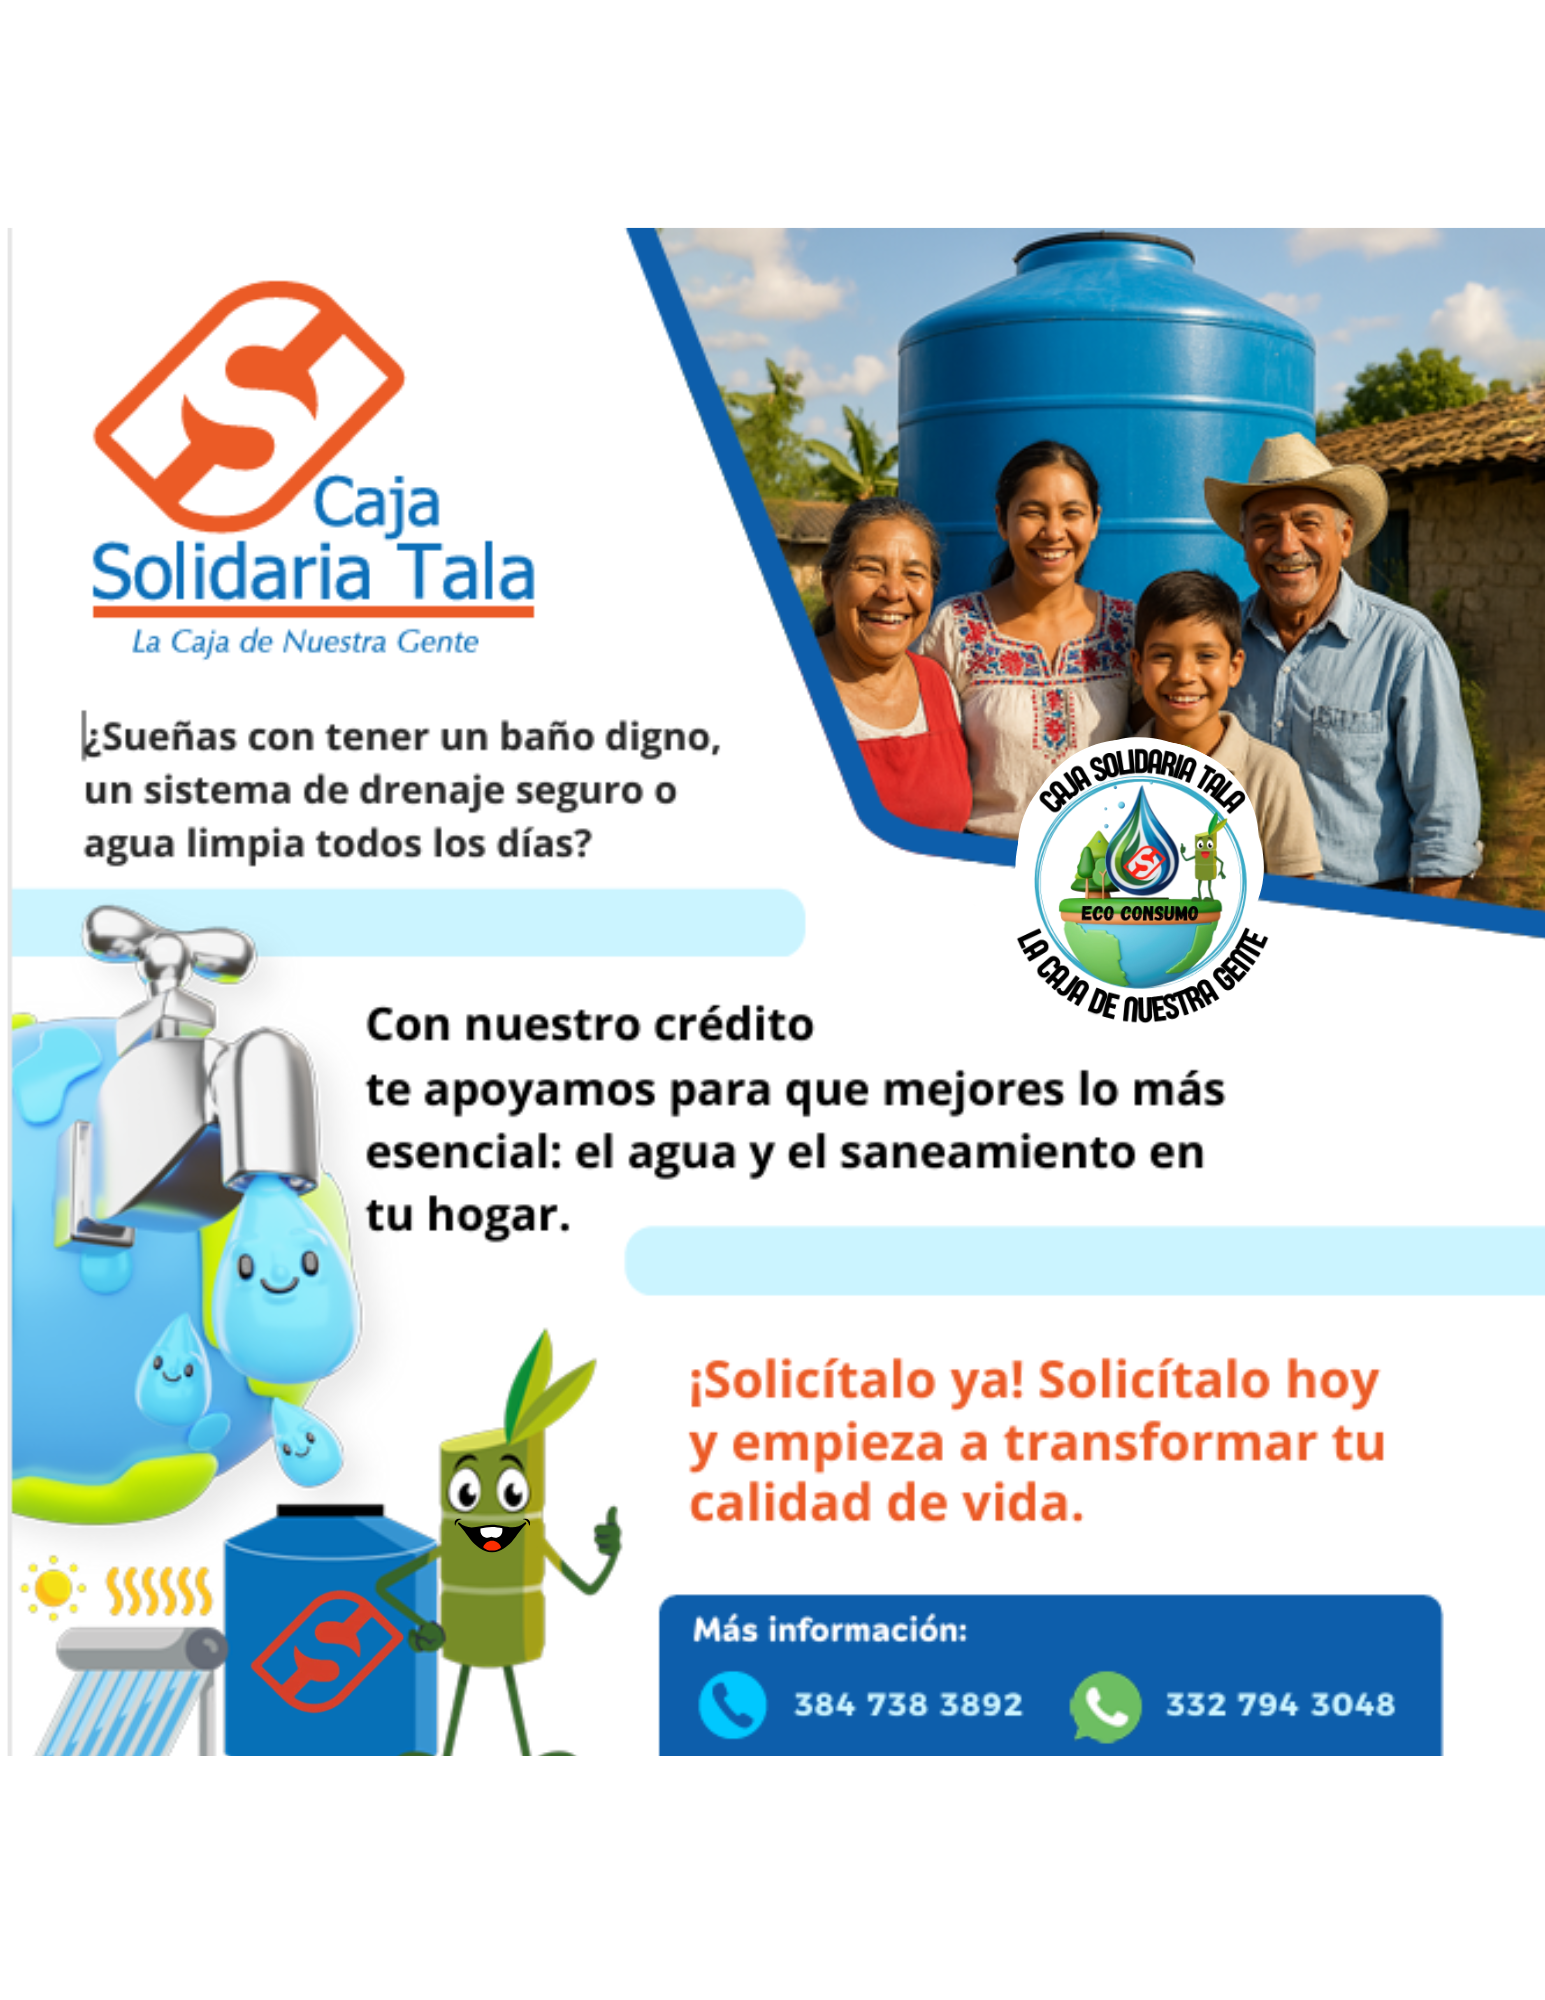 Caja
Solidaria Tala
La Caja de Nuestra Gente
¿Sueñas con tener un baño digno,
un sistema de drenaje seguro o
agua limpia todos los días?
CAJA SOLIDARIA TALA
ECO CONSUMO
LA CAJA DE NUESTRA GENTE
Con nuestro crédito
te apoyamos para que mejores lo más
esencial: el agua y el saneamiento en
tu hogar.
¡Solicítalo ya! Solicítalo hoy
y empieza a transformar tu
calidad de vida.
Más información:
384 738 3892 332 794 3048